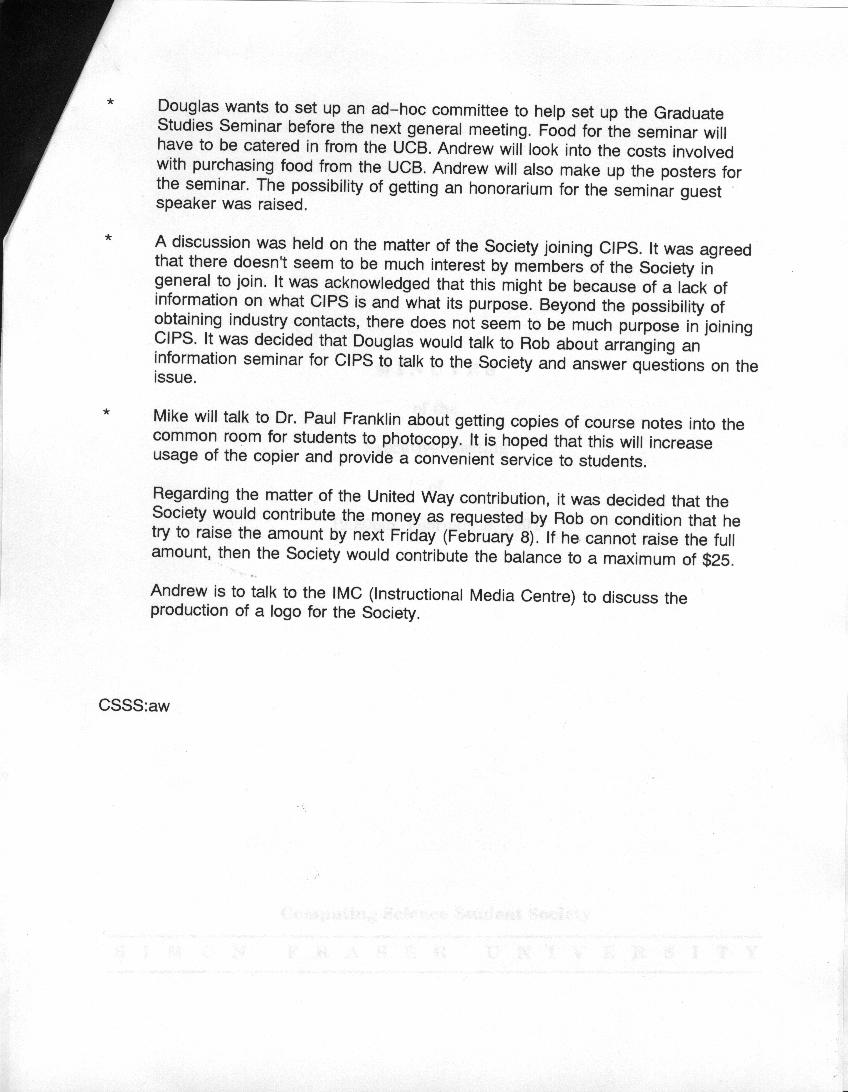 * Douglas wants to set up an ad-hoc committee to help set up the Graduate
Studies Seminar before the next general meeting. Food for the seminar will
have to be catered in from the UCB. Andrew will look into the costs involved
with purchasing food from the UCB. Andrew will also make up the posters for
the seminar. The possibility of getting an honorarium for the seminar guest
speaker was raised.
* A discussion was held on the matter of the Society joining CIPS. It was agreed
that there doesn't seem to be much interest by members of the Society in
general to join. It was acknowledged that this might be because of a lack of
information on what CIPS is and what its purpose. Beyond the possibility of
obtaining industry contacts, there does not seem to be much purpose in joining
CIPS. It was decided that Douglas would talk to Rob about arranging an
information seminar for CIPS to talk to the Society and answer questions on the
issue.
* Mike will talk to Dr. Paul Franklin about getting copies of course notes into the
common room for students to photocopy. It is hoped that this will increase
usage of the copier and provide a convenient service to students.
Regarding the matter of the United Way contribution, it was decided that the
Society would contribute the money as requested by Rob on condition that he
try to raise the amount by next Friday (February 8). If he cannot raise the full
amount, then the Society would contribute the balance to a maximum of $25.
Andrew is to talk to the IMC (Instructional Media Centre) to discuss the
production of a logo for the Society.
CSSS:aw
Computing Science Student Society
SIMON FRASER UNIVERSITY